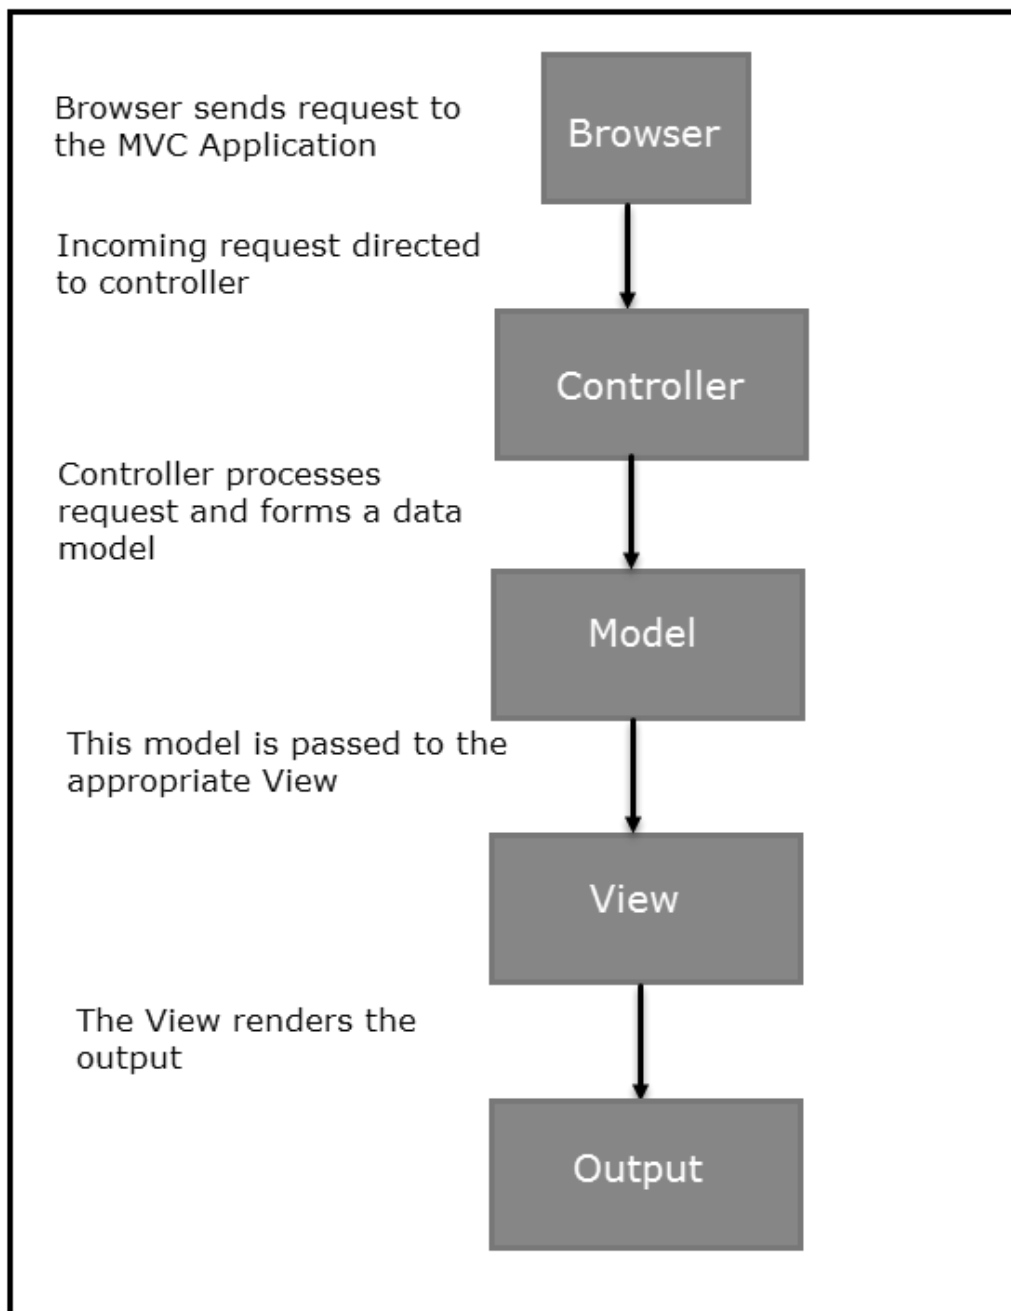 Browser sends request to
the MVC Application
Browser
Incoming request directed
to controller
Controller
Controller processes
request and forms a data
model
Model
This model is passed to the
appropriate View
View
The View renders the
output
Output